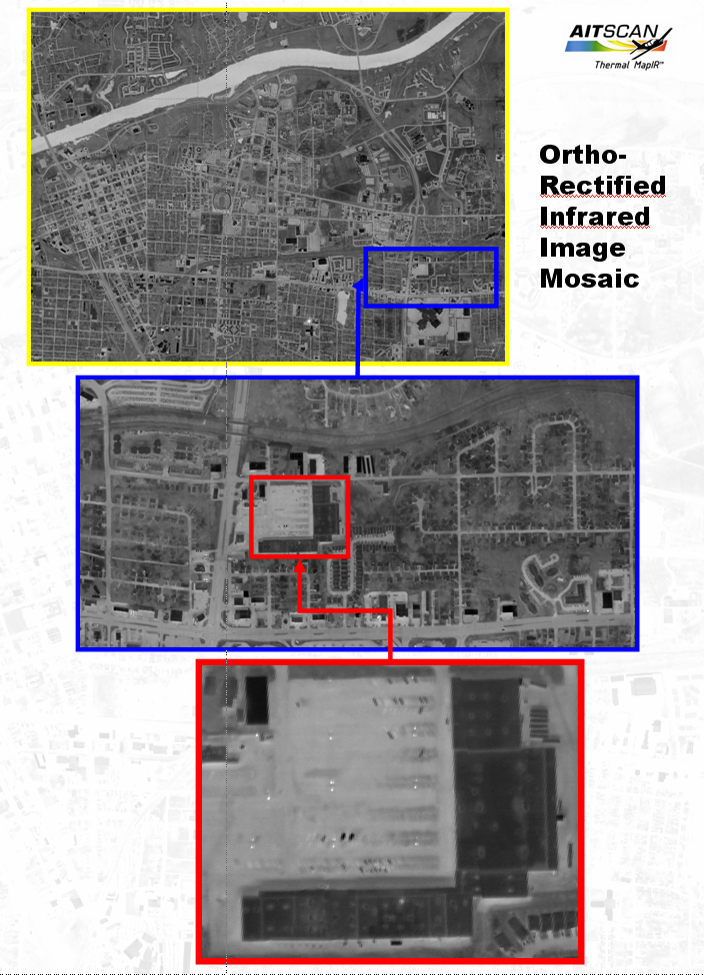 AITSCAN
Thermal MapIR™
Ortho-
Rectified
Infrared
Image
Mosaic